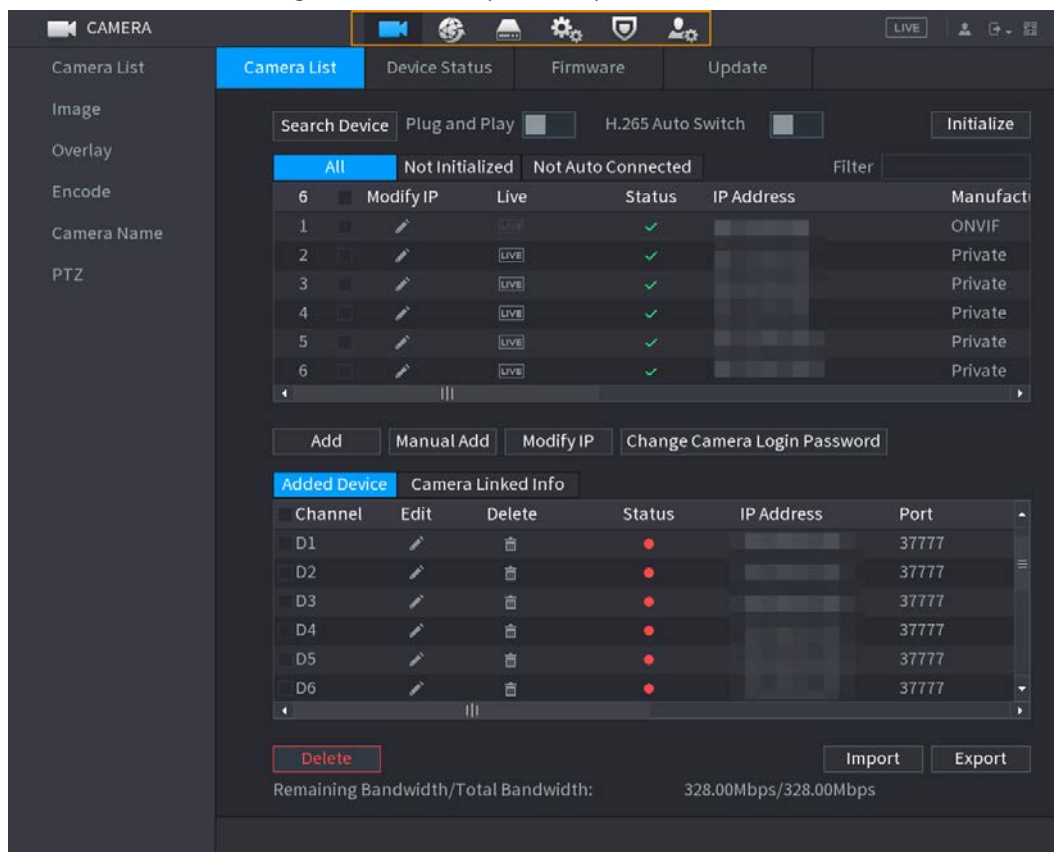 CAMERA LIVE
Camera List
Image
Overlay
Encode
Camera Name
PTZ
Camera List Device Status Firmware Update
Search Device Plug and Play H.265 Auto Switch Initialize
All Not Initialized Not Auto Connected Filter
6 Modify IP Live Status IP Address Manufact
1 LIVE ONVIF
2 LIVE Private
3 LIVE Private
4 LIVE Private
5 LIVE Private
6 LIVE Private
Add Manual Add Modify IP Change Camera Login Password
Added Device Camera Linked Info
Channel Edit Delete Status IP Address Port
D1 37777
D2 37777
D3 37777
D4 37777
D5 37777
D6 37777
Delete Import Export
Remaining Bandwidth/Total Bandwidth: 328.00Mbps/328.00Mbps